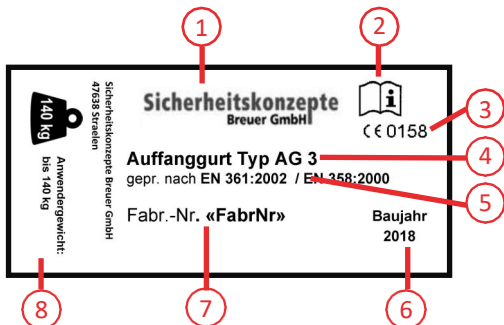 1
2
3
4
5
6
7
8
140 kg
Anwendergewicht:
bis 140 kg
Sicherheitskonzepte Breuer GmbH
47638 Straelen
Sicherheitskonzepte
Breuer GmbH
i
CE 0158
Auffanggurt Typ AG 3
gepr. nach EN 361:2002 / EN 358:2000
Fabr.-Nr. «FabrNr»
Baujahr
2018